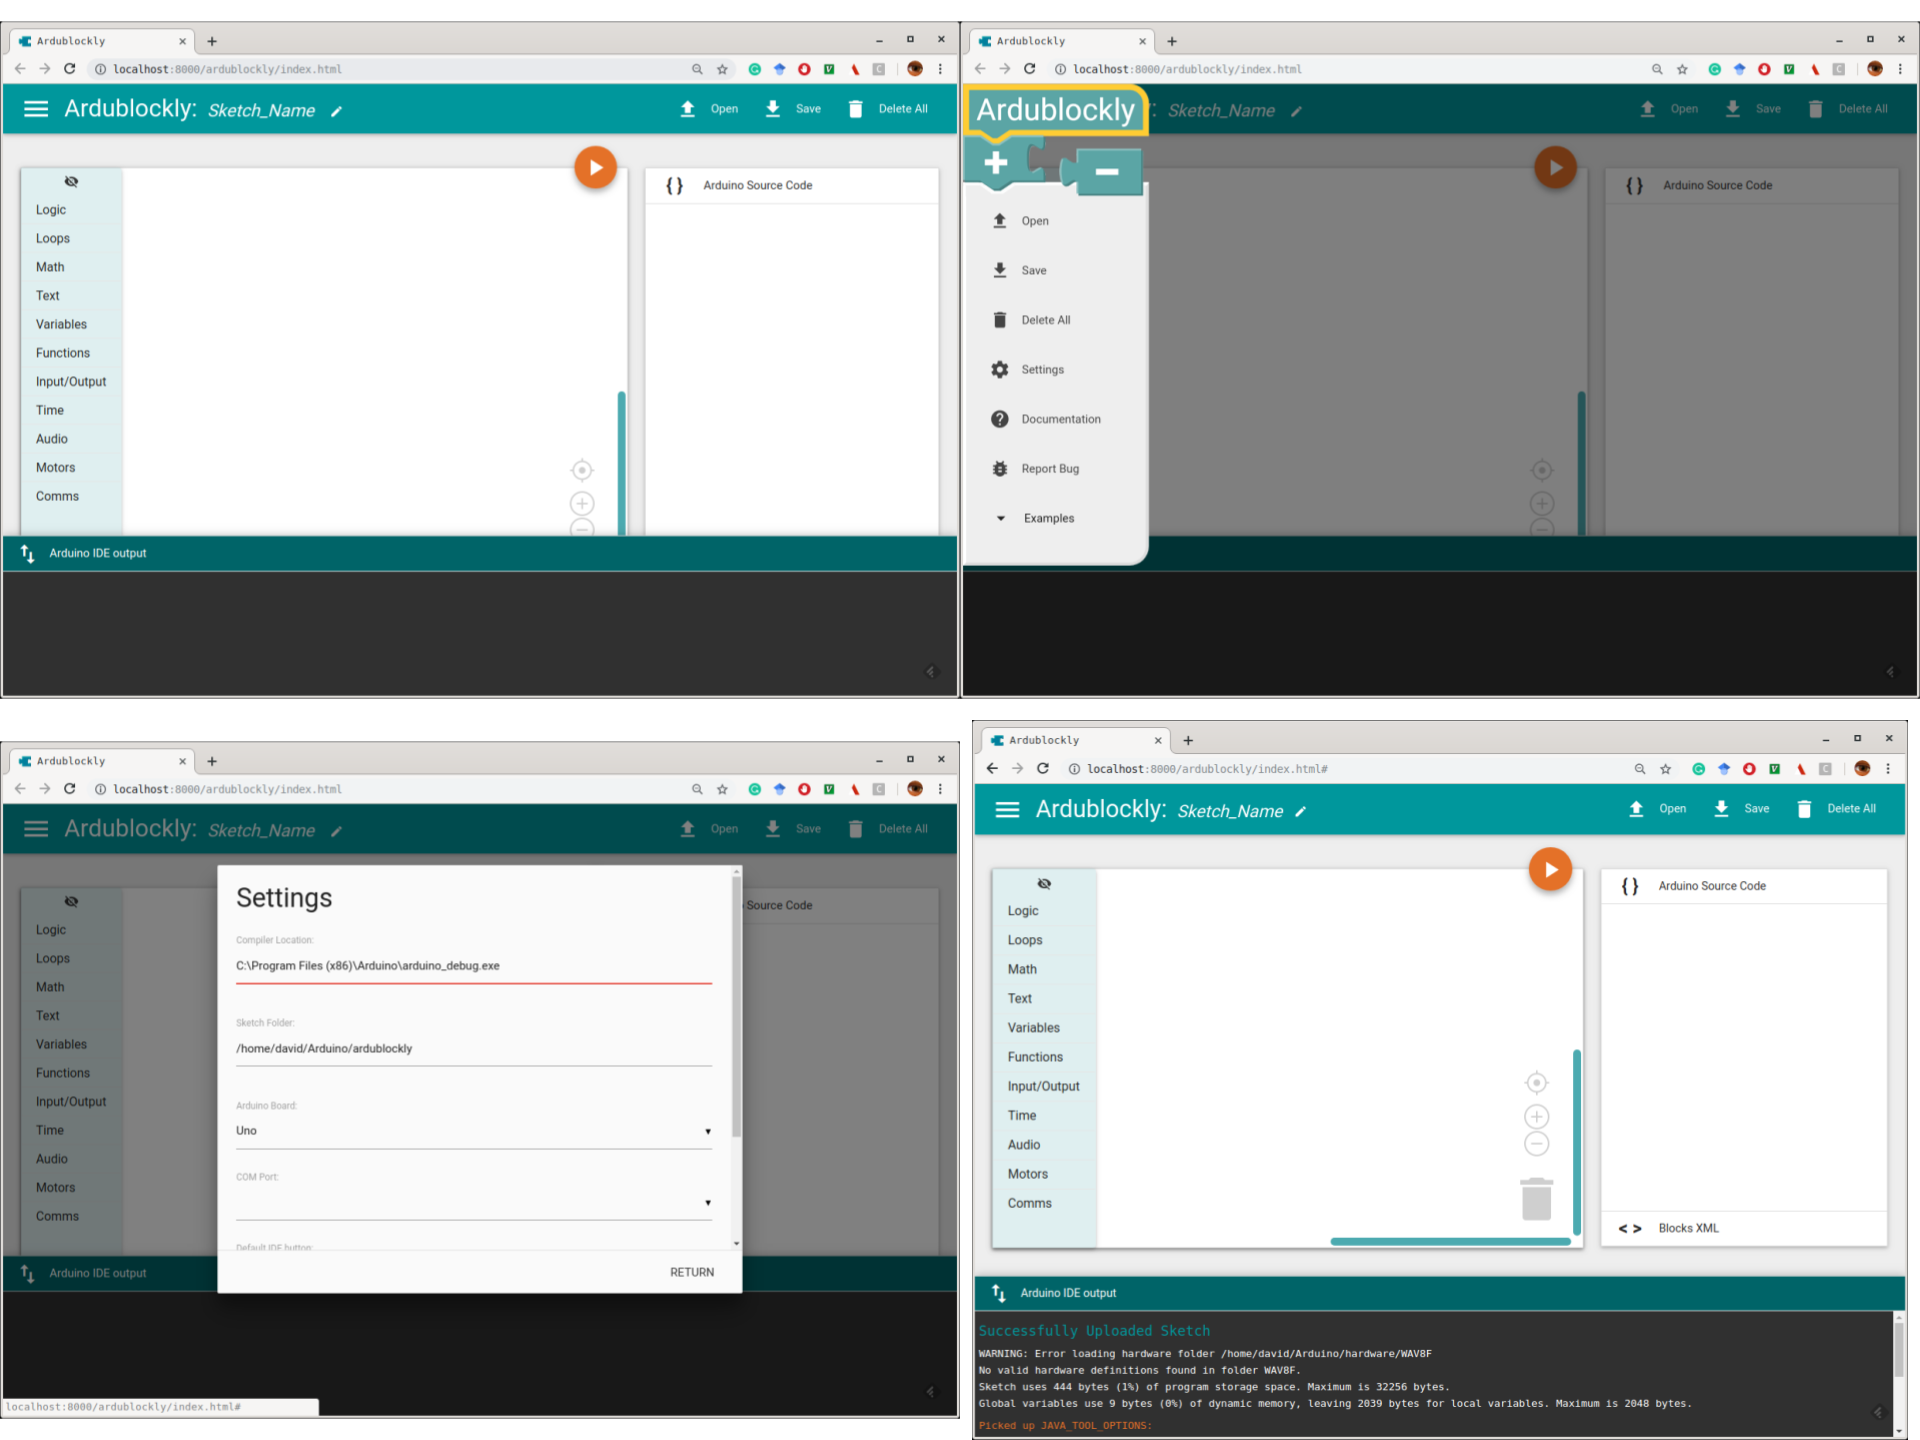 Ardublockly
localhost:8000/ardublockly/index.html
Ardublockly: Sketch_Name
Open
Save
Delete All
Logic
Loops
Math
Text
Variables
Functions
Input/Output
Time
Audio
Motors
Comms
{ } Arduino Source Code
Arduino IDE output
Ardublockly
localhost:8000/ardublockly/index.html
Ardublockly
: Sketch_Name
Open
Save
Delete All
Open
Save
Delete All
Settings
Documentation
Report Bug
Examples
{ } Arduino Source Code
Ardublockly
localhost:8000/ardublockly/index.html
Ardublockly: Sketch_Name
Open
Save
Delete All
Logic
Loops
Math
Text
Variables
Functions
Input/Output
Time
Audio
Motors
Comms
Source Code
Settings
Compiler Location:
C:\Program Files (x86)\Arduino\arduino_debug.exe
Sketch Folder:
/home/david/Arduino/ardublockly
Arduino Board:
Uno
COM Port:
Default IDE button:
RETURN
Arduino IDE output
localhost:8000/ardublockly/index.html#
Ardublockly
localhost:8000/ardublockly/index.html#
Ardublockly: Sketch_Name
Open
Save
Delete All
Logic
Loops
Math
Text
Variables
Functions
Input/Output
Time
Audio
Motors
Comms
{ } Arduino Source Code
< > Blocks XML
Arduino IDE output
Successfully Uploaded Sketch
WARNING: Error loading hardware folder /home/david/Arduino/hardware/WAV8F
No valid hardware definitions found in folder WAV8F.
Sketch uses 444 bytes (1%) of program storage space. Maximum is 32256 bytes.
Global variables use 9 bytes (0%) of dynamic memory, leaving 2039 bytes for local variables. Maximum is 2048 bytes.
Picked up JAVA_TOOL_OPTIONS: